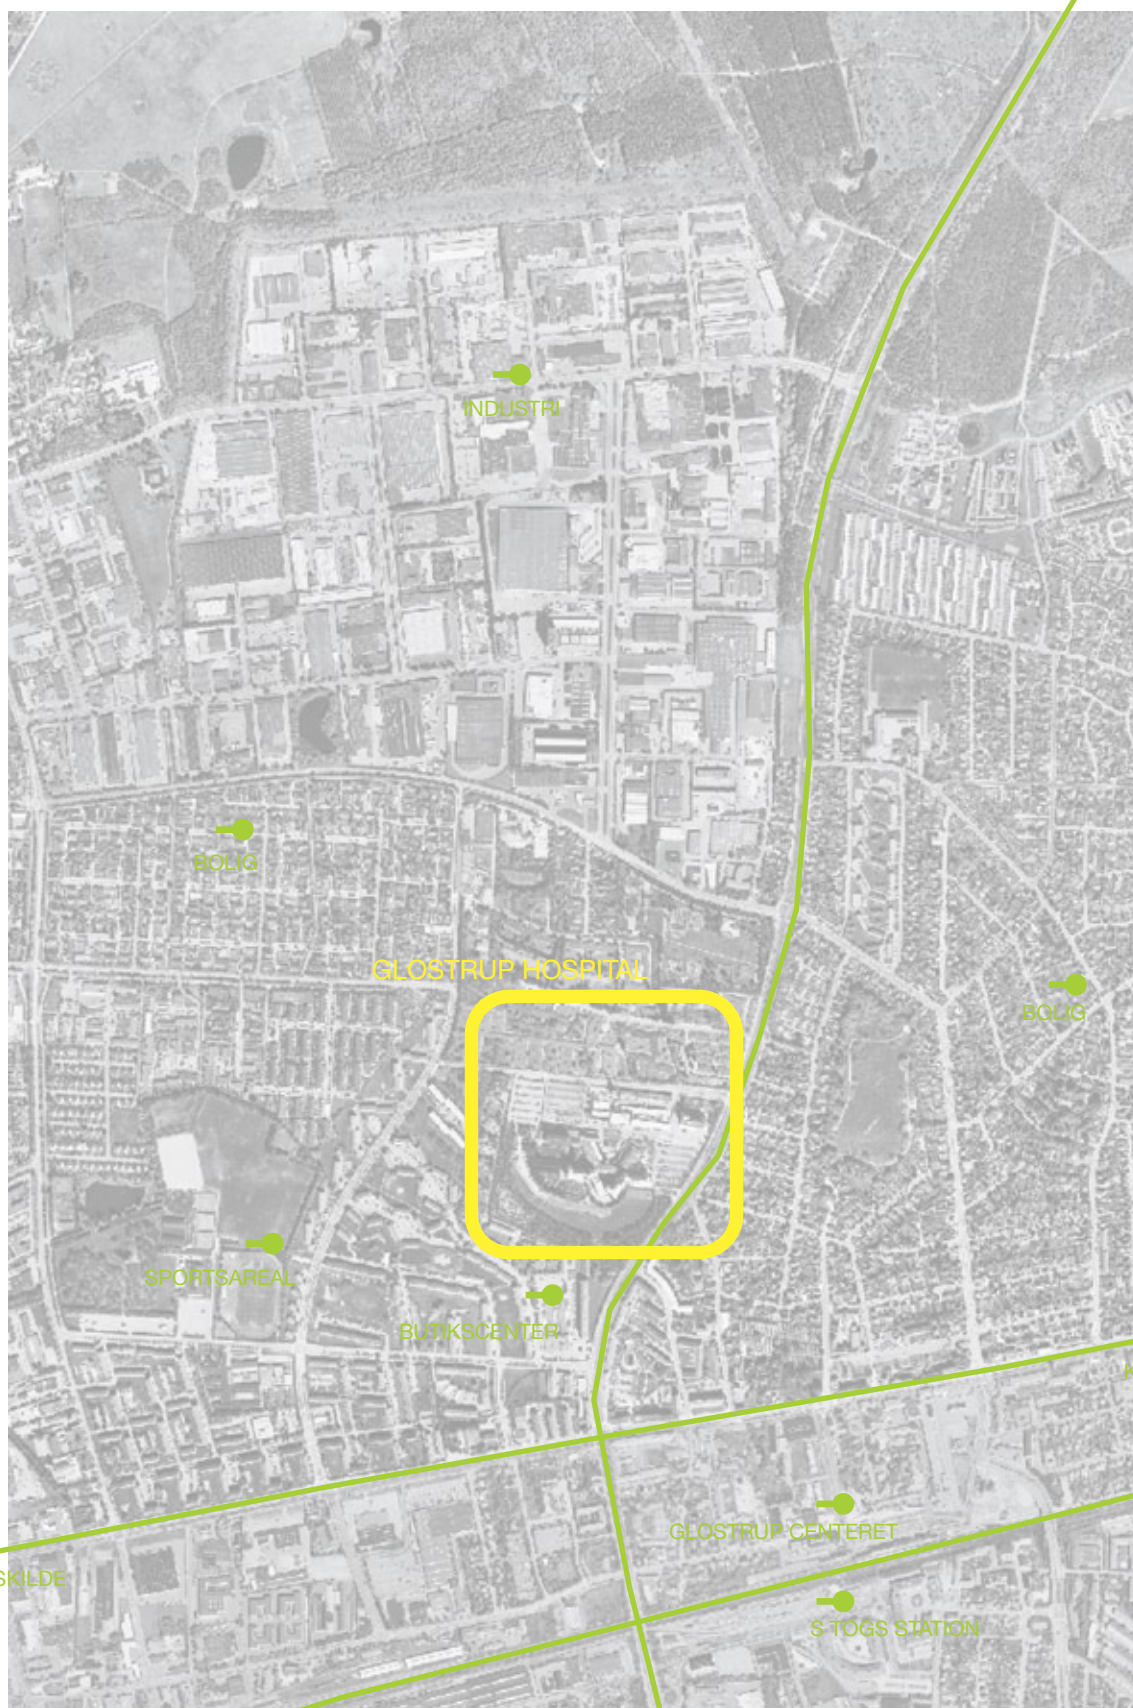 INDUSTRI
BOLIG
GLOSTRUP HOSPITAL
BOLIG
SPORTSAREAL
BUTIKSCENTER
GLOSTRUP CENTERET
SKILDE
S TOGS STATION